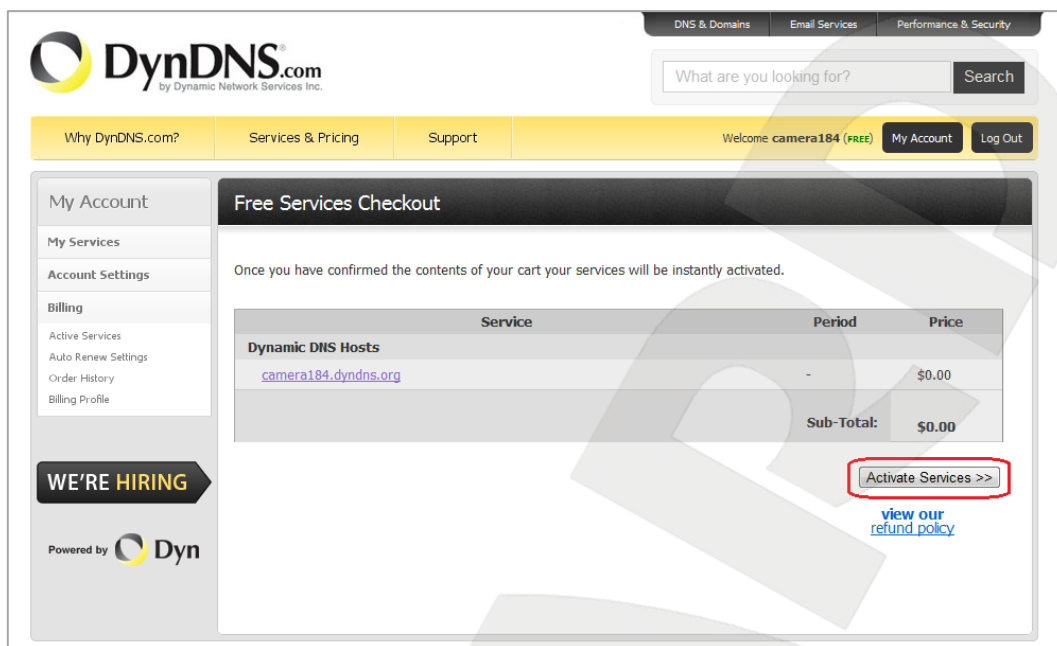 DNS & Domains Email Services Performance & Security
DynDNS.com
by Dynamic Network Services Inc.
What are you looking for? Search
Why DynDNS.com? Services & Pricing Support Welcome camera184 (FREE) My Account Log Out
My Account
My Services
Account Settings
Billing
Active Services
Auto Renew Settings
Order History
Billing Profile
WE'RE HIRING
Powered by Dyn
Free Services Checkout
Once you have confirmed the contents of your cart your services will be instantly activated.
Service Period Price
Dynamic DNS Hosts
camera184.dyndns.org - $0.00
Sub-Total: $0.00
Activate Services >>
view our
refund policy